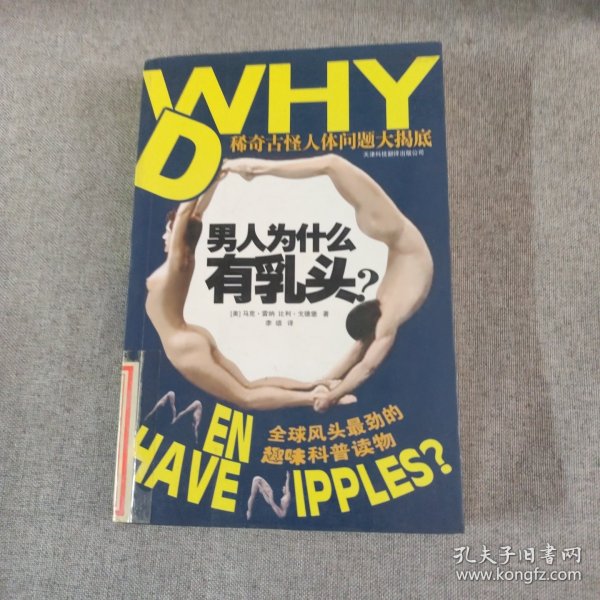 WHY
D
稀奇古怪人体问题大揭底
天津科技翻译出版公司
男人为什么
有乳头?
[美] 马克·雷纳 比利·戈德堡 著
李烟 译
MEN
HAVE NIPPLES?
全球风头最劲的
趣味科普读物
孔夫子旧书网
www.kongfz.com